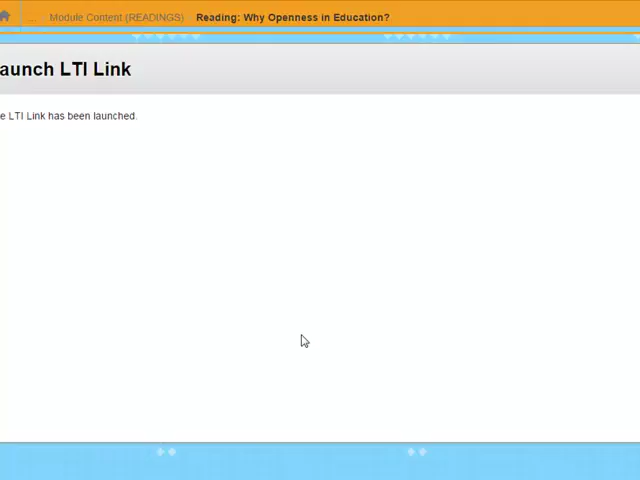 ... Module Content (READINGS) Reading: Why Openness in Education?
aunch LTI Link
e LTI Link has been launched.